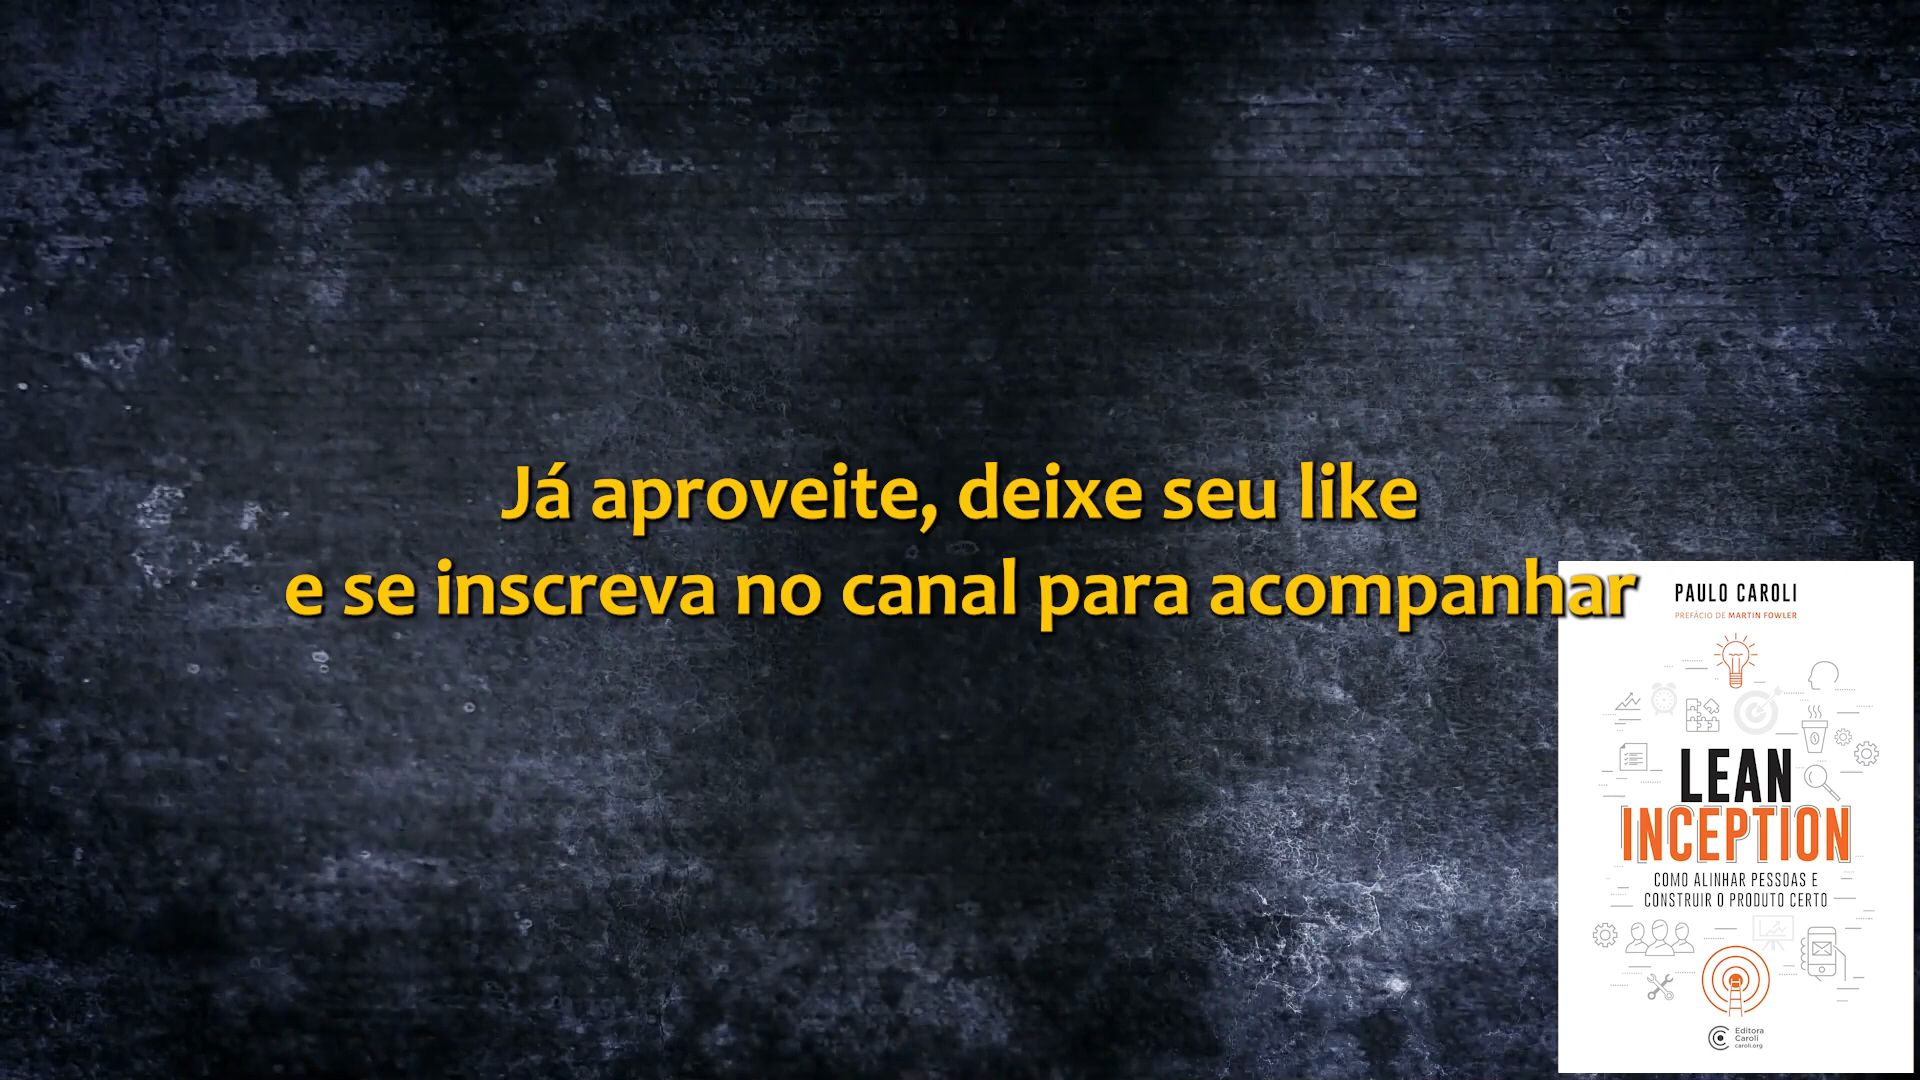 Já aproveite, deixe seu like
e se inscreva no canal para acompanhar
PAULO CAROLI
PREFÁCIO DE MARTIN FOWLER
LEAN
INCEPTION
COMO ALINHAR PESSOAS E
CONSTRUIR O PRODUTO CERTO
Editora
Caroli
caroli.org